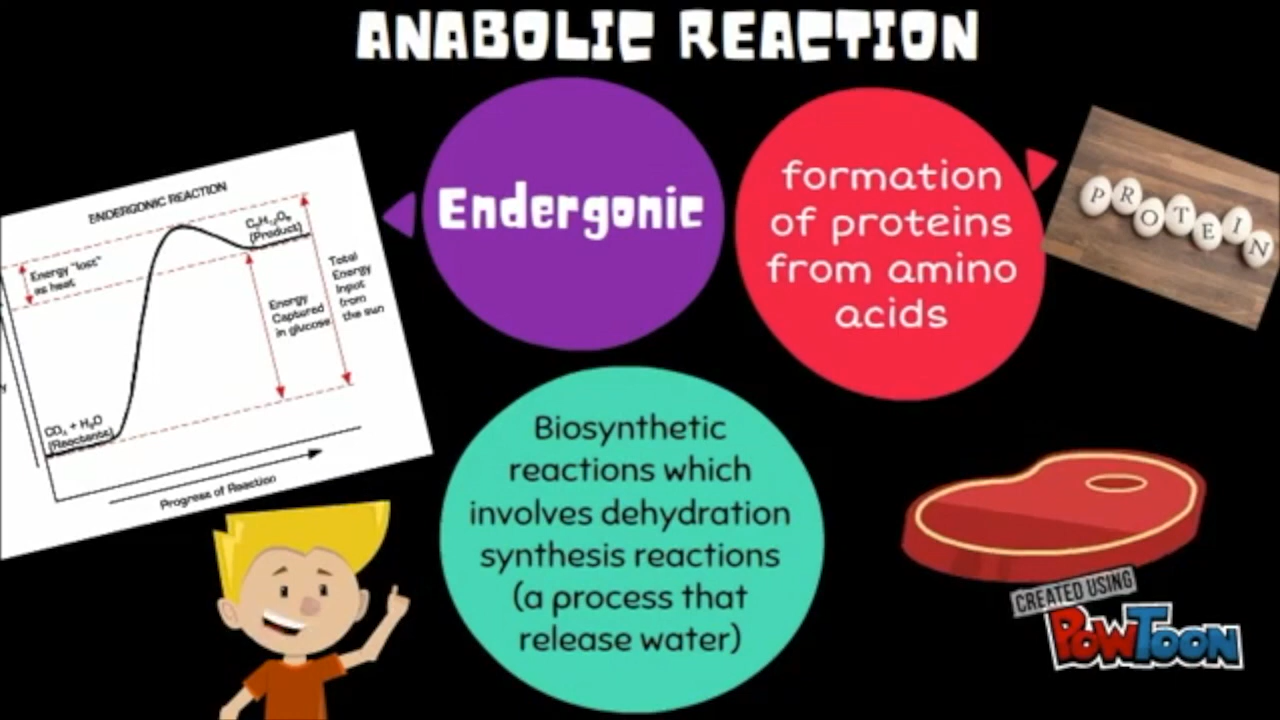 ANABOLIC REACTION
ENDERGONIC REACTION
C₆H₁₂O₆
(Product)
Energy "lost"
as heat
Total
Energy
Input
from
the sun
Energy
Captured
in glucose
CO₂ + H₂O
(Reactants)
Progress of Reaction
Endergonic
formation
of proteins
from amino
acids
PROTEIN
Biosynthetic
reactions which
involves dehydration
synthesis reactions
(a process that
release water)
CREATED USING
POWTOON